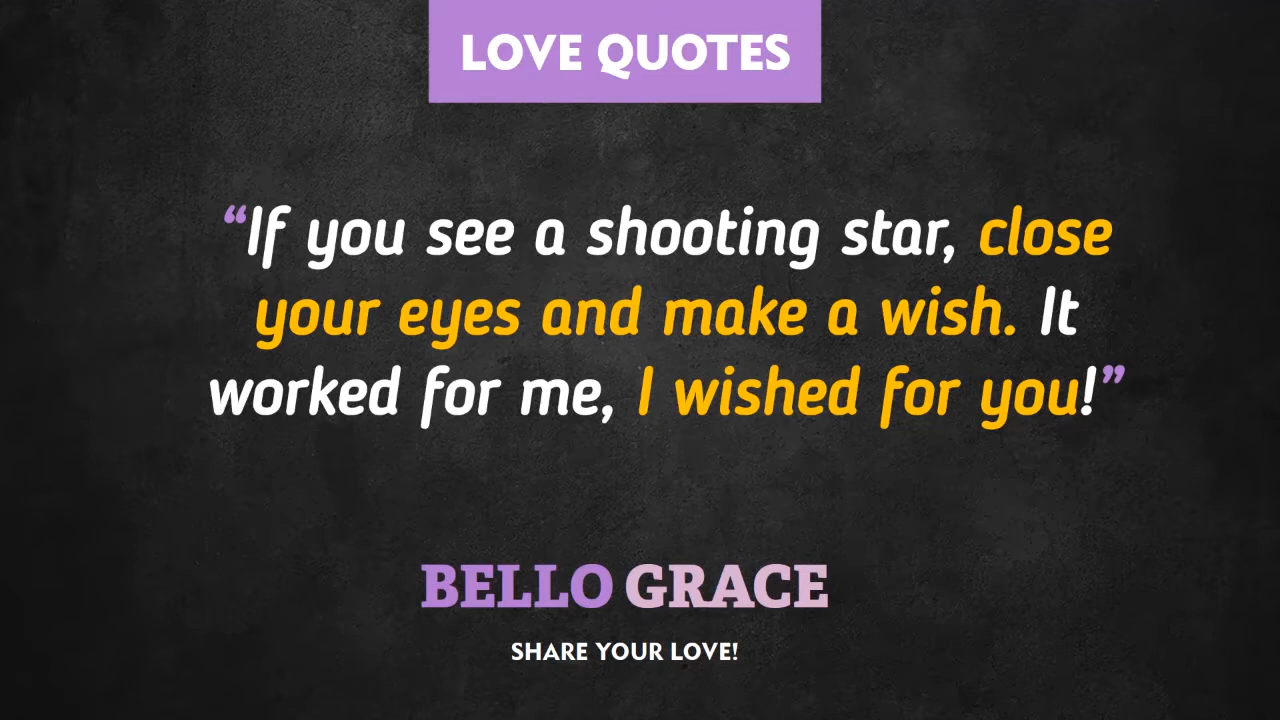 LOVE QUOTES
“If you see a shooting star, close
your eyes and make a wish. It
worked for me, I wished for you!”
BELLO GRACE
SHARE YOUR LOVE!